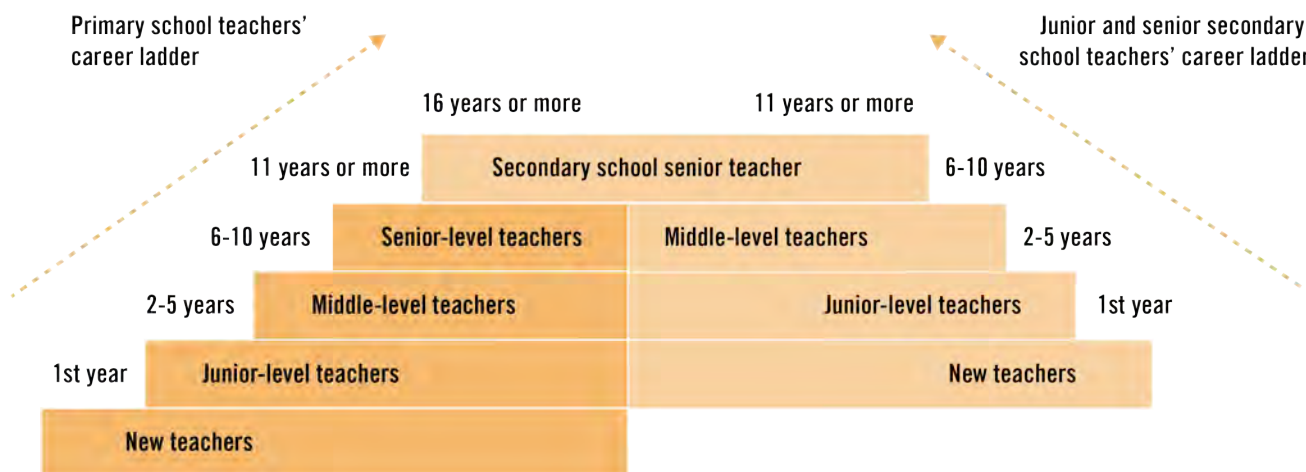 Primary school teachers'
career ladder
Junior and senior secondary
school teachers' career ladder
16 years or more
11 years or more
11 years or more
Secondary school senior teacher
6-10 years
6-10 years
Senior-level teachers
Middle-level teachers
2-5 years
2-5 years
Middle-level teachers
Junior-level teachers
1st year
1st year
Junior-level teachers
New teachers
New teachers